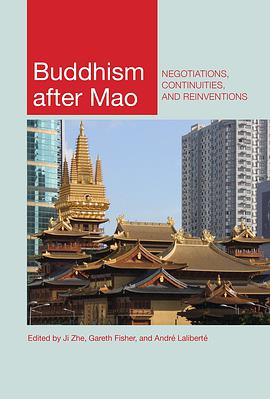 Buddhism
after Mao
NEGOTIATIONS,
CONTINUITIES,
AND REINVENTIONS
Edited by Ji Zhe, Gareth Fisher, and André Laliberté